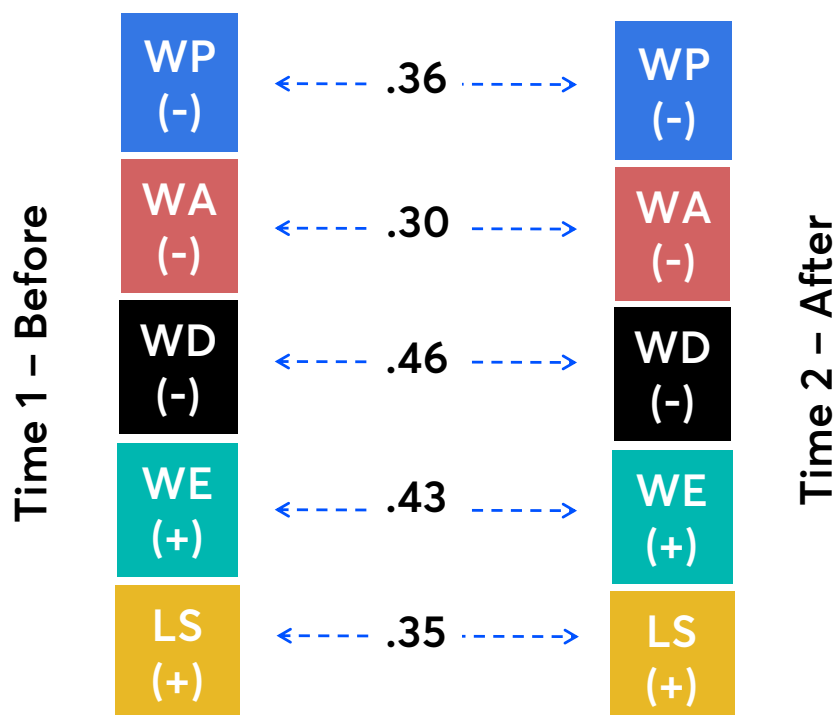 WP
(-)
.36
WP
(-)
WA
(-)
.30
WA
(-)
WD
(-)
.46
WD
(-)
WE
(+)
.43
WE
(+)
LS
(+)
.35
LS
(+)
Time 1 – Before
Time 2 – After